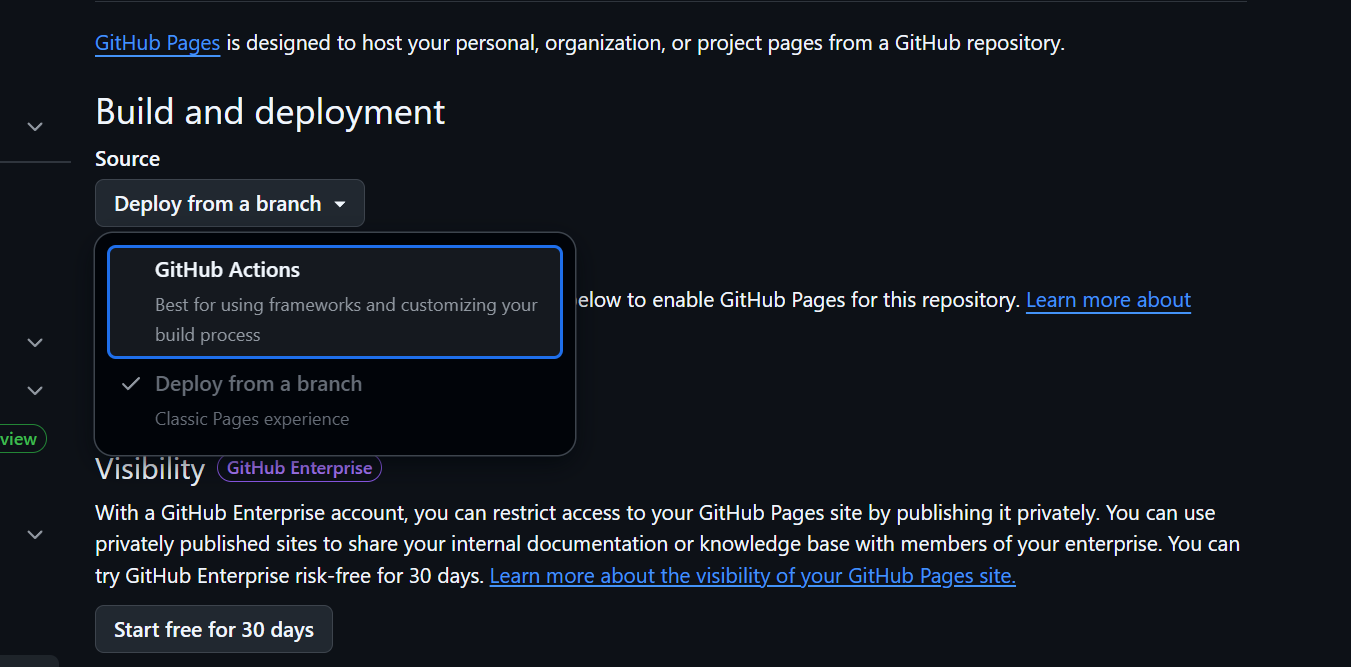 GitHub Pages is designed to host your personal, organization, or project pages from a GitHub repository.
Build and deployment
Source
Deploy from a branch
GitHub Actions
Best for using frameworks and customizing your
build process
to enable GitHub Pages for this repository. Learn more about
Deploy from a branch
Classic Pages experience
Visibility GitHub Enterprise
With a GitHub Enterprise account, you can restrict access to your GitHub Pages site by publishing it privately. You can use
privately published sites to share your internal documentation or knowledge base with members of your enterprise. You can
try GitHub Enterprise risk-free for 30 days. Learn more about the visibility of your GitHub Pages site.
Start free for 30 days